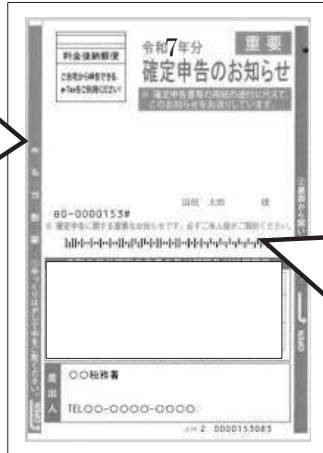 料金後納郵便
ご自宅から申告できる
e-Taxをご利用ください!
令和7年分
重要
確定申告のお知らせ
※ 確定申告書等の用紙の送付に代えて、
このお知らせをお送りしています。
国税 太郎 様
80-0000153#
※ 確定申告に関する重要なお知らせです。必ずご本人様がご開封ください。
差出人
〇〇税務署
TEL〇〇-〇〇〇〇-〇〇〇〇
2 0000153083
OPEN